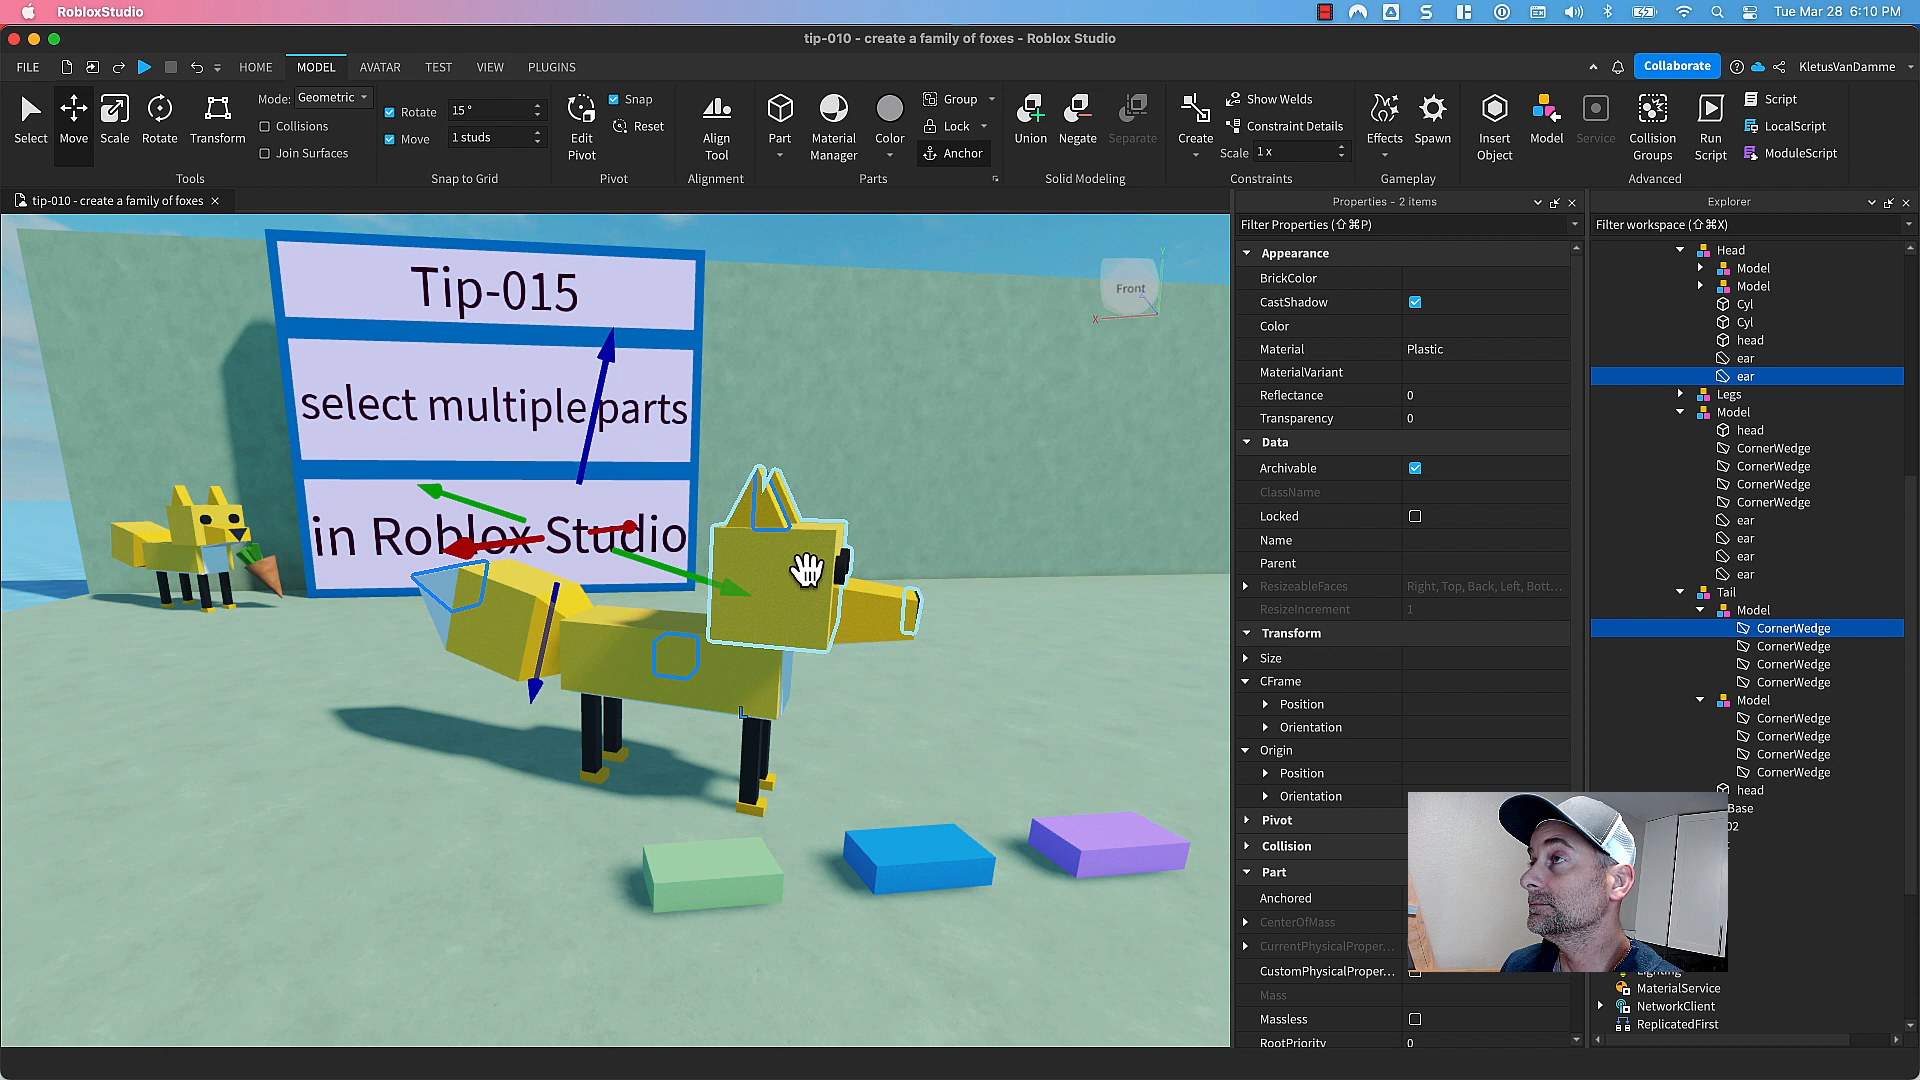 RobloxStudio
Tue Mar 28 6:10 PM
tip-010 - create a family of foxes - Roblox Studio
FILE
HOME
MODEL
AVATAR
TEST
VIEW
PLUGINS
Collaborate
KletusVanDamme
Select
Move
Scale
Rotate
Transform
Mode: Geometric
Collisions
Join Surfaces
Tools
Rotate 15 °
Move 1 studs
Snap to Grid
Edit
Pivot
Snap
Reset
Pivot
Align
Tool
Alignment
Part
Material
Manager
Color
Group
Lock
Anchor
Parts
Union
Negate
Separate
Solid Modeling
Create
Show Welds
Constraint Details
Scale 1 x
Constraints
Effects
Spawn
Gameplay
Insert
Object
Model
Service
Collision
Groups
Run
Script
Script
LocalScript
ModuleScript
Advanced
tip-010 - create a family of foxes
Tip-015
select multiple parts
in Roblox Studio
Front
Y
X
L
Properties - 2 items
Filter Properties (⇧⌘P)
Appearance
BrickColor
CastShadow
Color
Material Plastic
MaterialVariant
Reflectance 0
Transparency 0
Data
Archivable
ClassName
Locked
Name
Parent
ResizeableFaces Right, Top, Back, Left, Bott...
ResizeIncrement 1
Transform
Size
CFrame
Position
Orientation
Origin
Position
Orientation
Pivot
Collision
Part
Anchored
CenterOfMass
CurrentPhysicalProper...
CustomPhysicalProper...
Mass
Massless
RootPriority 0
Explorer
Filter workspace (⇧⌘X)
Head
Model
Model
Cyl
Cyl
head
ear
ear
Legs
Model
head
CornerWedge
CornerWedge
CornerWedge
CornerWedge
ear
ear
ear
ear
Tail
Model
CornerWedge
CornerWedge
CornerWedge
CornerWedge
Model
CornerWedge
CornerWedge
CornerWedge
CornerWedge
head
Base
02
Lighting
MaterialService
NetworkClient
ReplicatedFirst